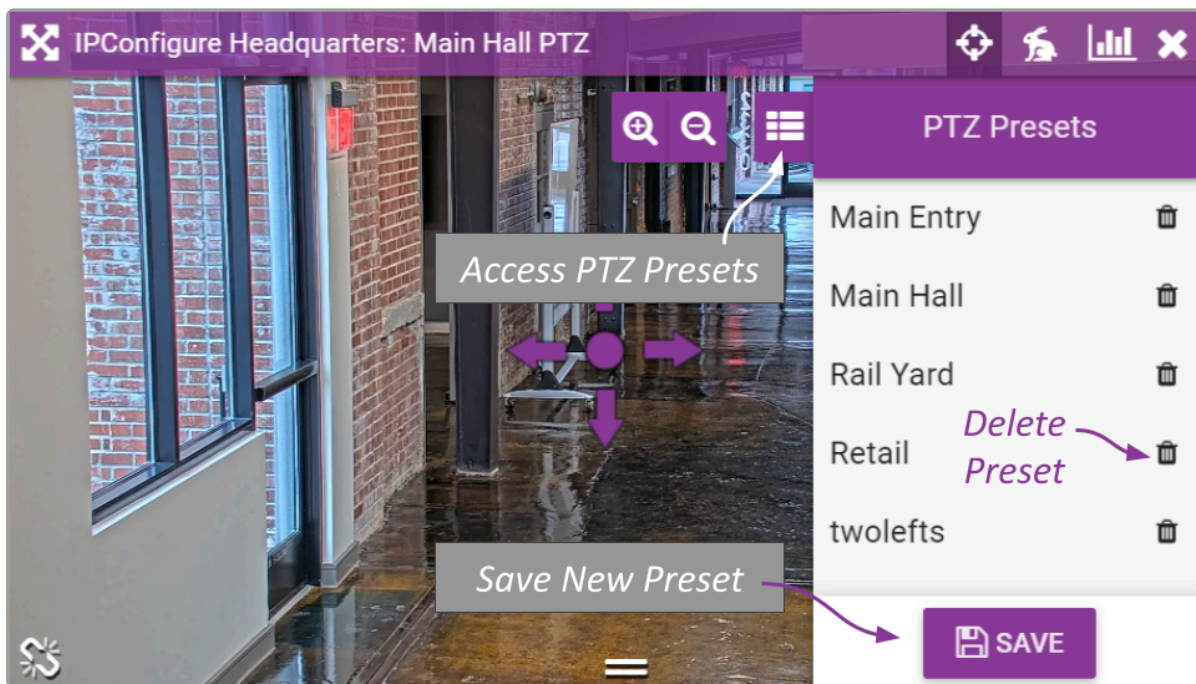 IPConfigure Headquarters: Main Hall PTZ
PTZ Presets
Access PTZ Presets
Main Entry
Main Hall
Rail Yard
Retail
Delete
Preset
twolefts
Save New Preset
SAVE